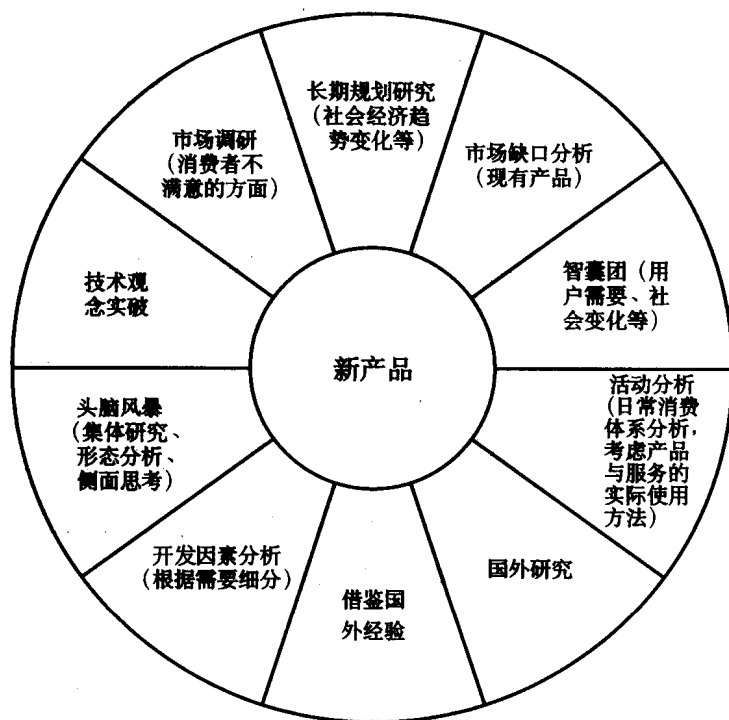 长期规划研究
(社会经济趋
势变化等)
市场缺口分析
(现有产品)
智囊团(用
户需要、社
会变化等)
活动分析
(日常消费
体系分析,
考虑产品
与服务的
实际使用
方法)
国外研究
借鉴国
外经验
开发因素分析
(根据需要细分)
头脑风暴
(集体研究、
形态分析、
侧面思考)
技术观
念实破
市场调研
(消费者不
满意的方面)
新产品